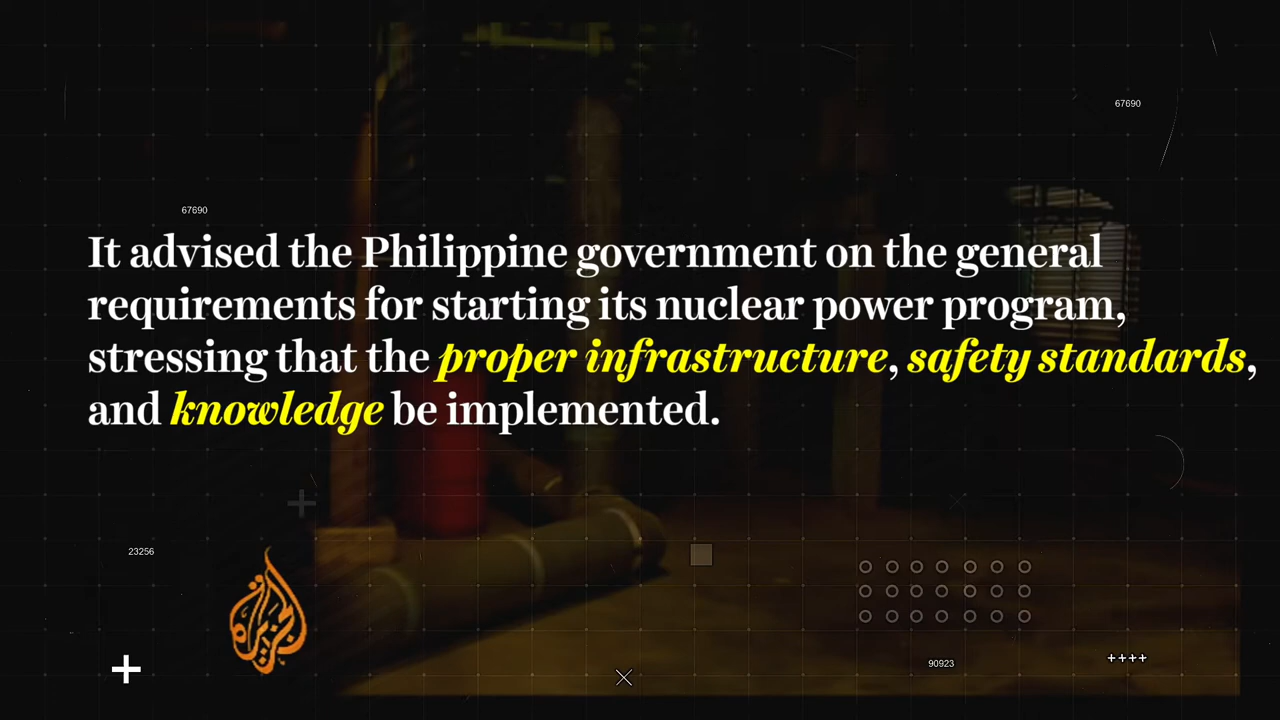 67690
67690
It advised the Philippine government on the general
requirements for starting its nuclear power program,
stressing that the proper infrastructure, safety standards,
and knowledge be implemented.
23256
الجزيرة
90923
++++